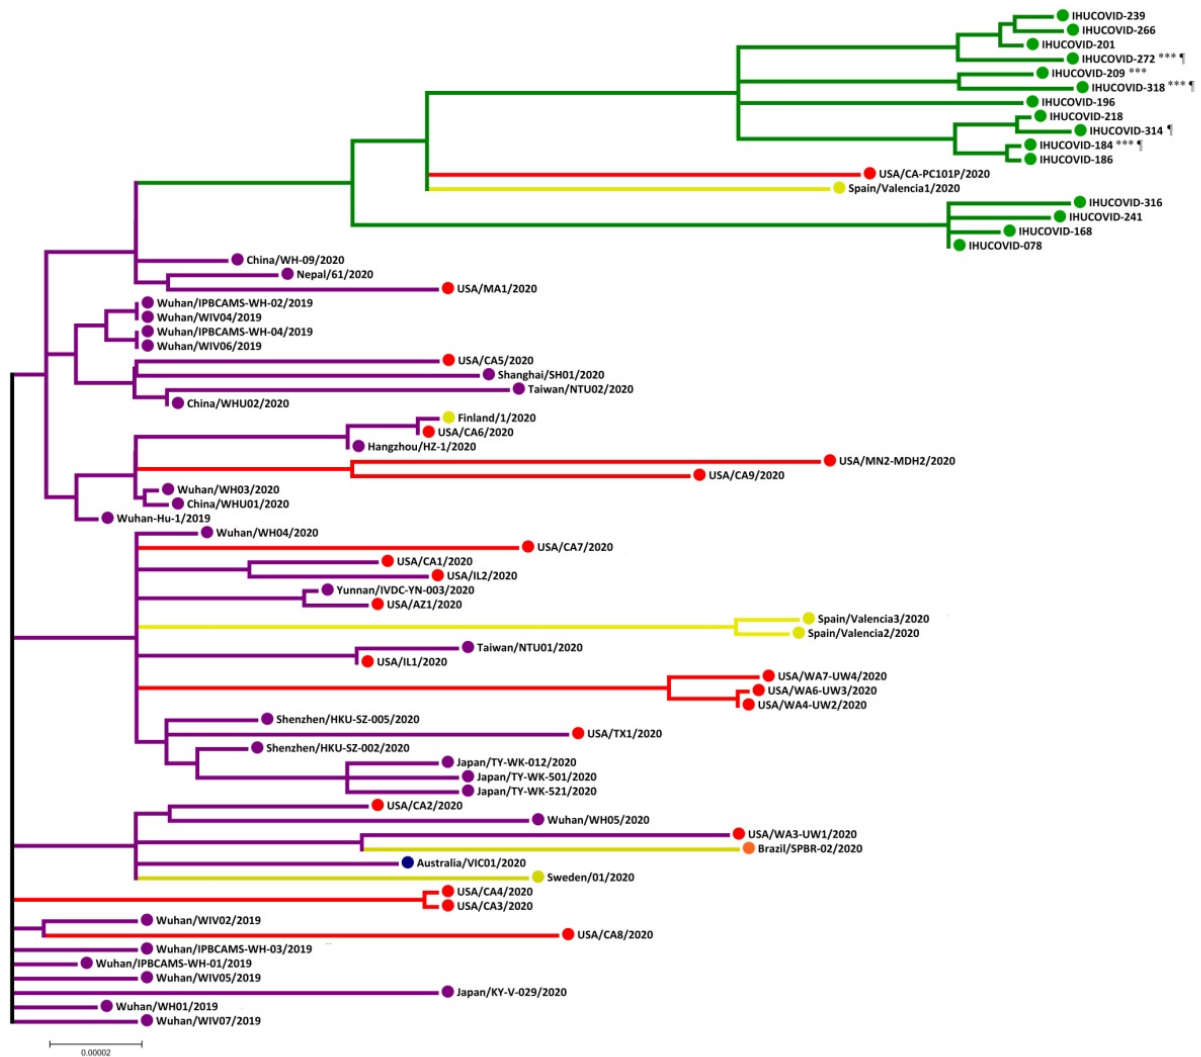 IHUCOVID-239
IHUCOVID-266
IHUCOVID-201
IHUCOVID-272 *** ¶
IHUCOVID-209 ***
IHUCOVID-318 *** ¶
IHUCOVID-196
IHUCOVID-218
IHUCOVID-314 ¶
IHUCOVID-184 *** ¶
IHUCOVID-186
USA/CA-PC101P/2020
Spain/Valencia1/2020
IHUCOVID-316
IHUCOVID-241
IHUCOVID-168
IHUCOVID-078
China/WH-09/2020
Nepal/61/2020
USA/MA1/2020
Wuhan/IPBCAMS-WH-02/2019
Wuhan/WIV04/2019
Wuhan/IPBCAMS-WH-04/2019
Wuhan/WIV06/2019
USA/CA5/2020
Shanghai/SH01/2020
Taiwan/NTU02/2020
China/WHU02/2020
Finland/1/2020
USA/CA6/2020
Hangzhou/HZ-1/2020
USA/MN2-MDH2/2020
USA/CA9/2020
Wuhan/WH03/2020
China/WHU01/2020
Wuhan-Hu-1/2019
Wuhan/WH04/2020
USA/CA7/2020
USA/CA1/2020
USA/IL2/2020
Yunnan/IVDC-YN-003/2020
USA/AZ1/2020
Spain/Valencia3/2020
Spain/Valencia2/2020
Taiwan/NTU01/2020
USA/IL1/2020
USA/WA7-UW4/2020
USA/WA6-UW3/2020
USA/WA4-UW2/2020
Shenzhen/HKU-SZ-005/2020
USA/TX1/2020
Shenzhen/HKU-SZ-002/2020
Japan/TY-WK-012/2020
Japan/TY-WK-501/2020
Japan/TY-WK-521/2020
USA/CA2/2020
Wuhan/WH05/2020
USA/WA3-UW1/2020
Brazil/SPBR-02/2020
Australia/VIC01/2020
Sweden/01/2020
USA/CA4/2020
USA/CA3/2020
Wuhan/WIV02/2019
USA/CA8/2020
Wuhan/IPBCAMS-WH-03/2019
Wuhan/IPBCAMS-WH-01/2019
Wuhan/WIV05/2019
Japan/KY-V-029/2020
Wuhan/WH01/2019
Wuhan/WIV07/2019
0.00002